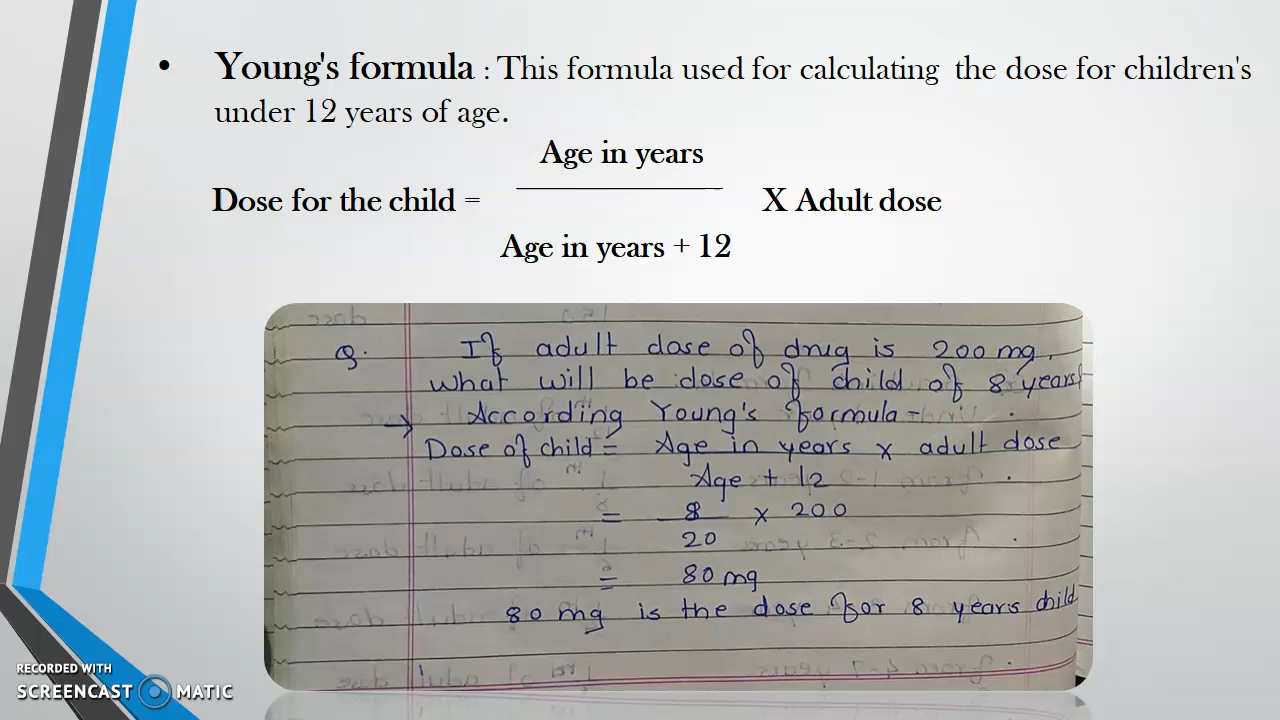 • Young's formula : This formula used for calculating the dose for children's
under 12 years of age.
Age in years
Dose for the child = X Adult dose
Age in years + 12
Q. If adult dose of drug is 200 mg.
what will be dose of child of 8 years
→ According Young's formula -
Dose of child = Age in years x adult dose
Age + 12
= 8 x 200
20
= 80 mg
80 mg is the dose for 8 years child
RECORDED WITH
SCREENCAST MATIC